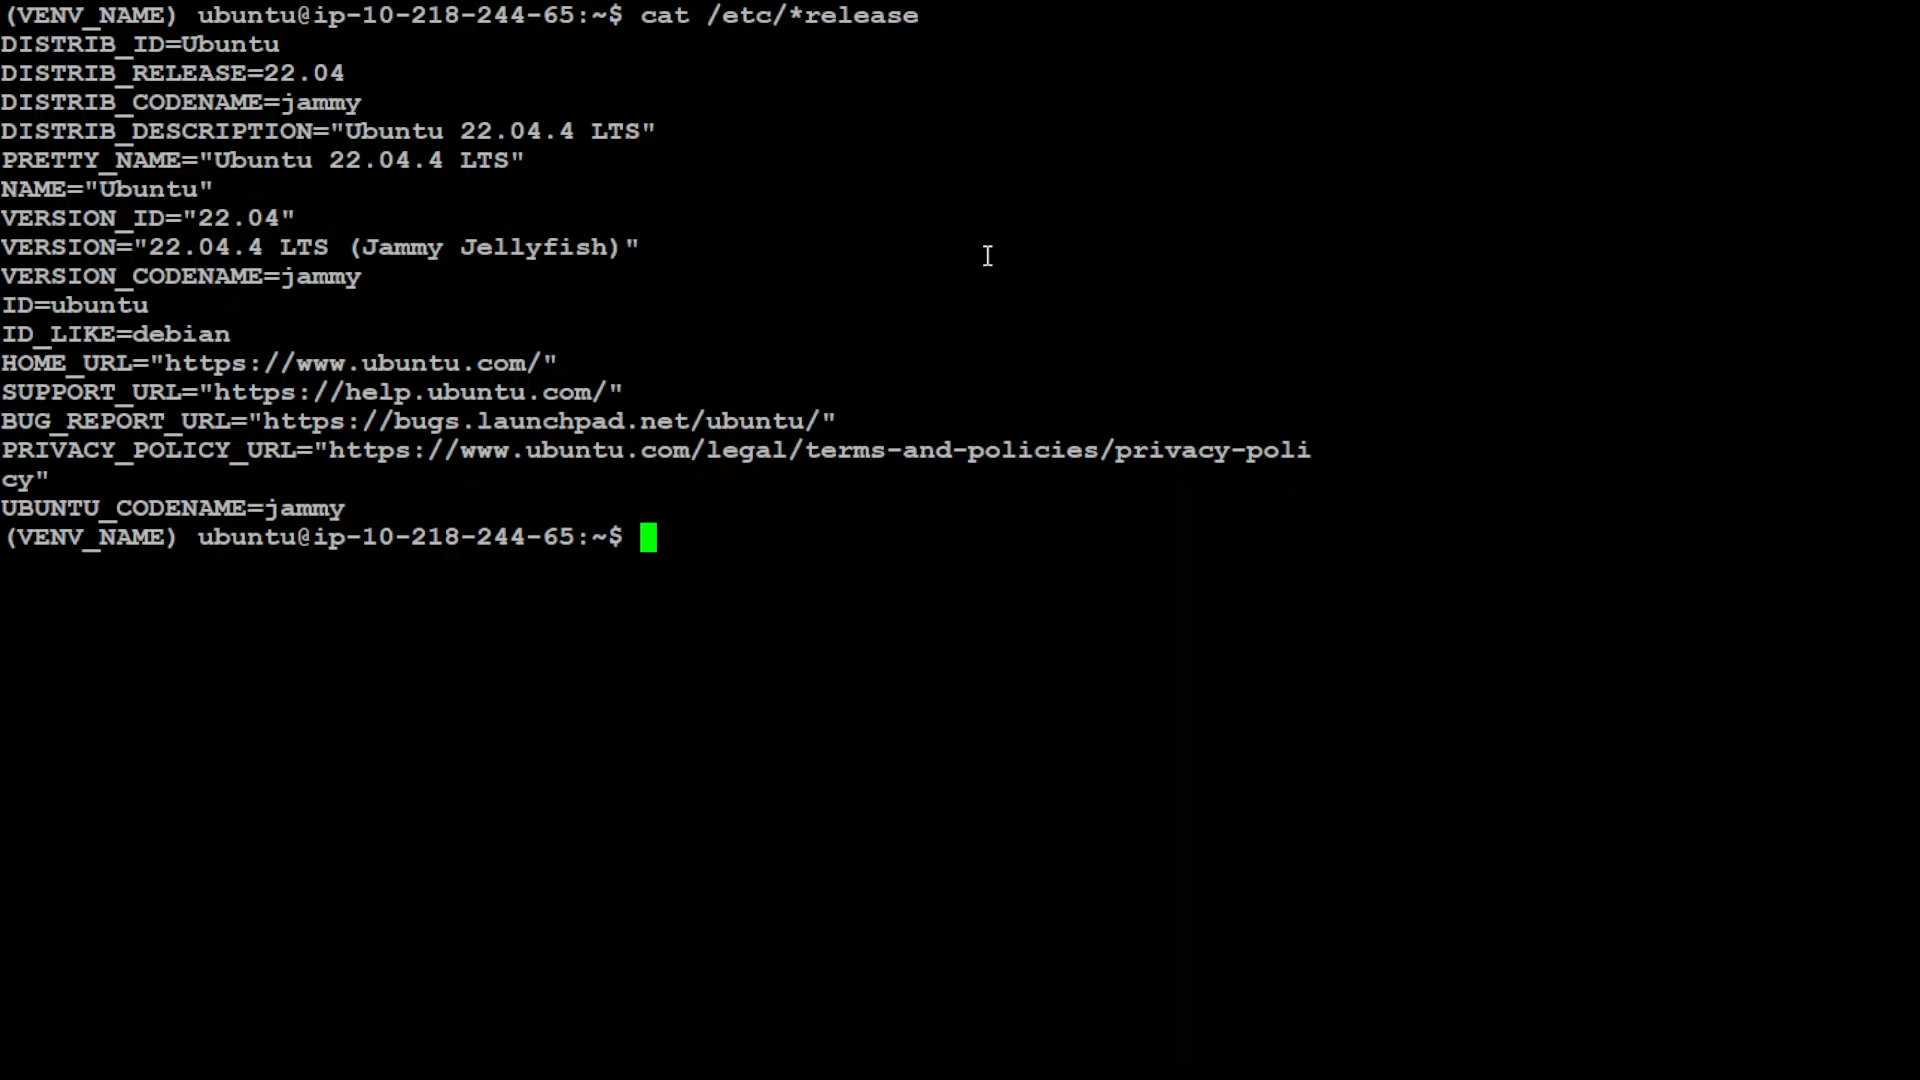 (VENV_NAME) ubuntu@ip-10-218-244-65:~$ cat /etc/*release
DISTRIB_ID=Ubuntu
DISTRIB_RELEASE=22.04
DISTRIB_CODENAME=jammy
DISTRIB_DESCRIPTION="Ubuntu 22.04.4 LTS"
PRETTY_NAME="Ubuntu 22.04.4 LTS"
NAME="Ubuntu"
VERSION_ID="22.04"
VERSION="22.04.4 LTS (Jammy Jellyfish)"
VERSION_CODENAME=jammy
ID=ubuntu
ID_LIKE=debian
HOME_URL="https://www.ubuntu.com/"
SUPPORT_URL="https://help.ubuntu.com/"
BUG_REPORT_URL="https://bugs.launchpad.net/ubuntu/"
PRIVACY_POLICY_URL="https://www.ubuntu.com/legal/terms-and-policies/privacy-poli
cy"
UBUNTU_CODENAME=jammy
(VENV_NAME) ubuntu@ip-10-218-244-65:~$